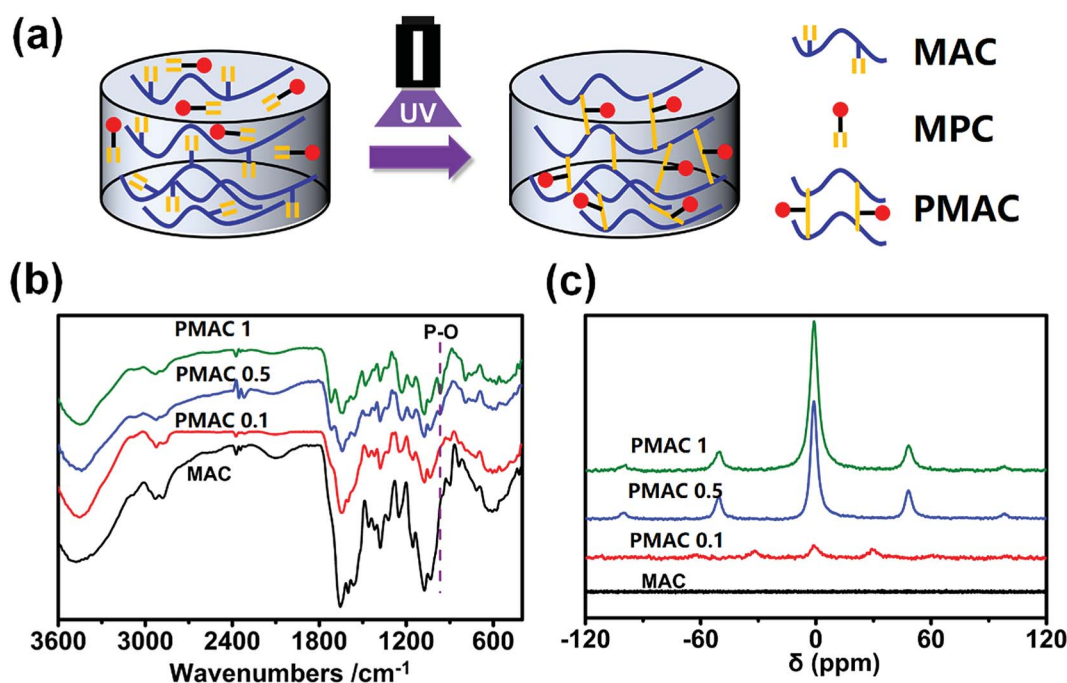 (a)
UV
MAC
MPC
PMAC
(b)
PMAC 1
P-O
PMAC 0.5
PMAC 0.1
MAC
3600 3000 2400 1800 1200 600
Wavenumbers /cm⁻¹
(c)
PMAC 1
PMAC 0.5
PMAC 0.1
MAC
-120 -60 0 60 120
δ (ppm)